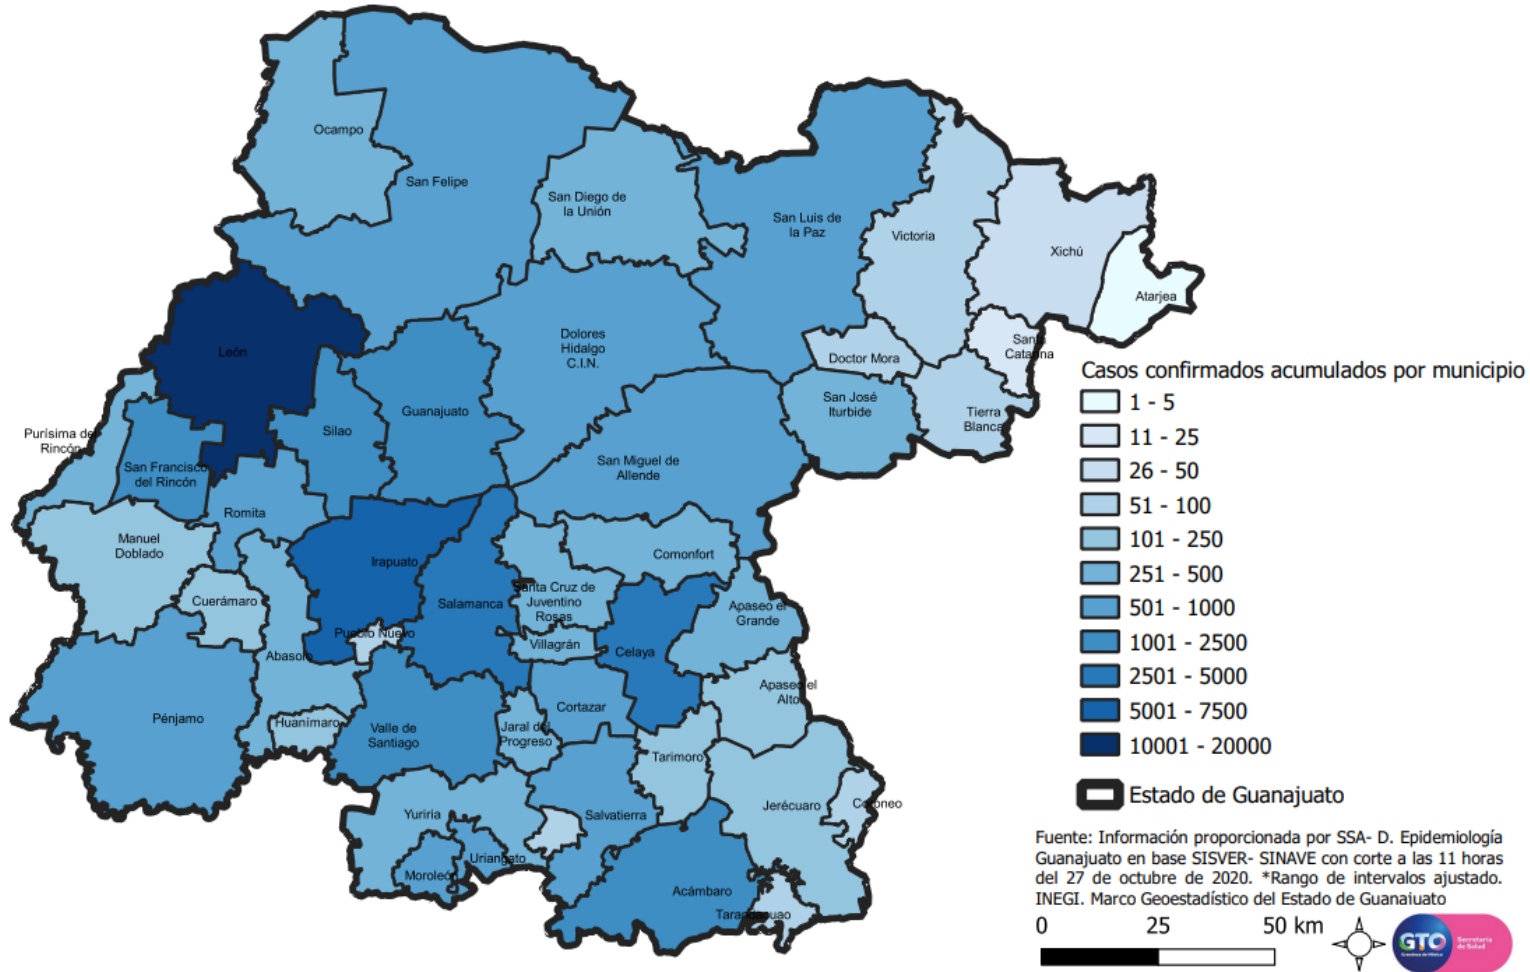 Ocampo
San Felipe
San Diego de
la Unión
San Luis de
la Paz
Victoria
Xichú
Atarjea
León
Dolores
Hidalgo
C.I.N.
Doctor Mora
Santa
Catarina
Casos confirmados acumulados por municipio
1 - 5
11 - 25
26 - 50
51 - 100
101 - 250
251 - 500
501 - 1000
1001 - 2500
2501 - 5000
5001 - 7500
10001 - 20000
Estado de Guanajuato
Guanajuato
San José
Iturbide
Tierra
Blanca
Purísima del
Rincón
Silao
San Francisco
del Rincón
San Miguel de
Allende
Romita
Manuel
Doblado
Irapuato
Comonfort
Cuerámaro
Salamanca
Santa Cruz de
Juventino
Rosas
Apaseo el
Grande
Pueblo Nuevo
Villagrán
Celaya
Abasolo
Apaseo el
Alto
Pénjamo
Huanímaro
Valle de
Santiago
Jaral del
Progreso
Cortazar
Tarimoro
Jerécuaro
Coroneo
Yuriria
Salvatierra
Uriangato
Moroleón
Acámbaro
Tarandacuao
Fuente: Información proporcionada por SSA- D. Epidemiología
Guanajuato en base SISVER- SINAVE con corte a las 11 horas
del 27 de octubre de 2020. *Rango de intervalos ajustado.
INEGI. Marco Geoestadístico del Estado de Guanajuato
0 25 50 km
GTO
Secretaría
de Salud